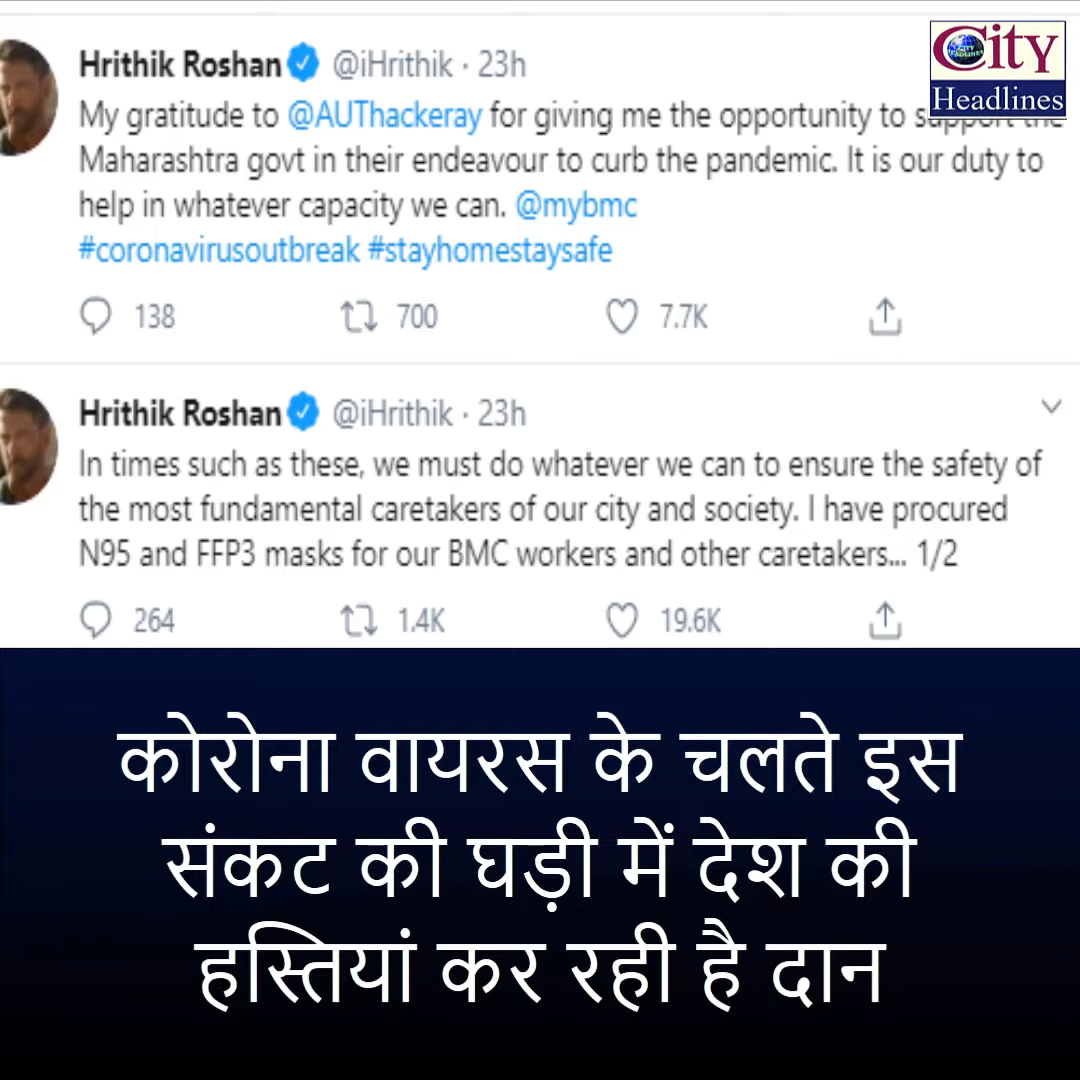 City
Headlines
Hrithik Roshan @iHrithik · 23h
My gratitude to @AUThackeray for giving me the opportunity to support the
Maharashtra govt in their endeavour to curb the pandemic. It is our duty to
help in whatever capacity we can. @mybmc
#coronavirusoutbreak #stayhomestaysafe
138 700 7.7K
Hrithik Roshan @iHrithik · 23h
In times such as these, we must do whatever we can to ensure the safety of
the most fundamental caretakers of our city and society. I have procured
N95 and FFP3 masks for our BMC workers and other caretakers... 1/2
264 1.4K 19.6K
कोरोना वायरस के चलते इस
संकट की घड़ी में देश की
हस्तियां कर रही है दान